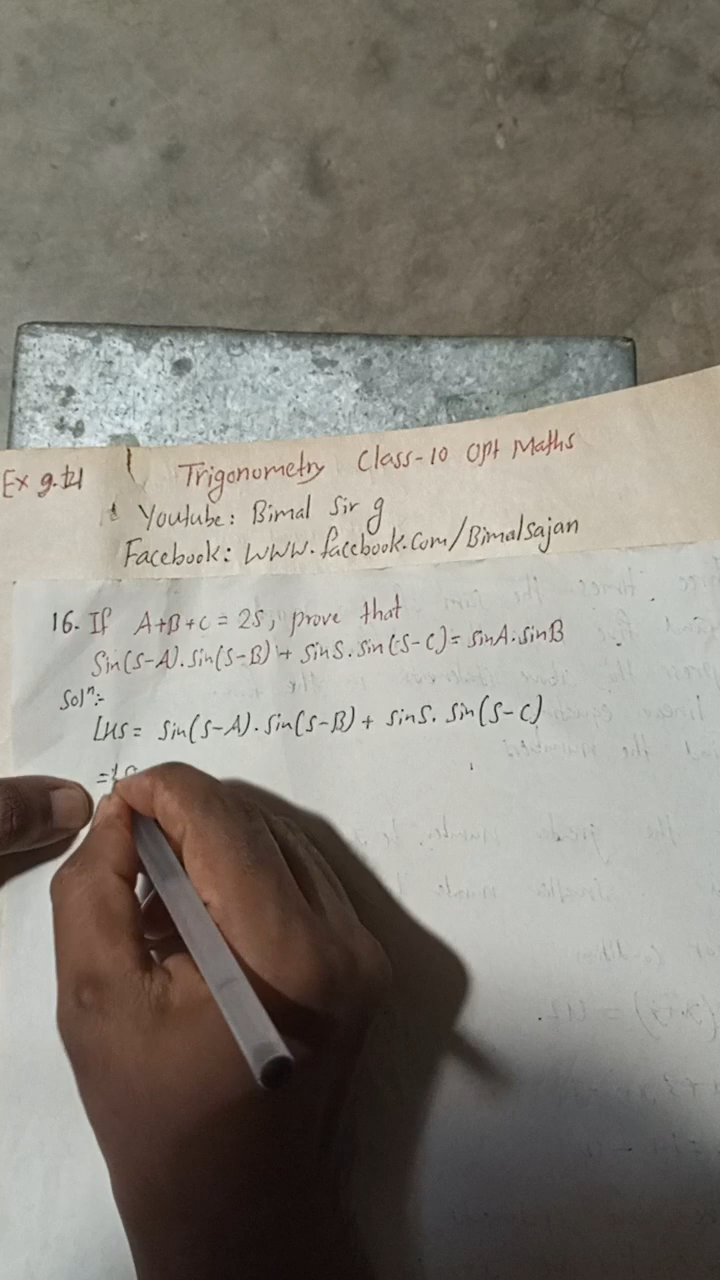 Ex 9.
Trigonometry Class-10 Opt Maths
Youtube: Bimal Sir g
Facebook: WWW.facebook.Com/Bimalsajan
16. If A+B+C = 2S, prove that
Sin(S-A).sin(S-B) + sinS.sin(S-C) = sinA.sinB
Solⁿ:-
LHS = sin(S-A).sin(S-B) + sinS. sin(S-C)
=